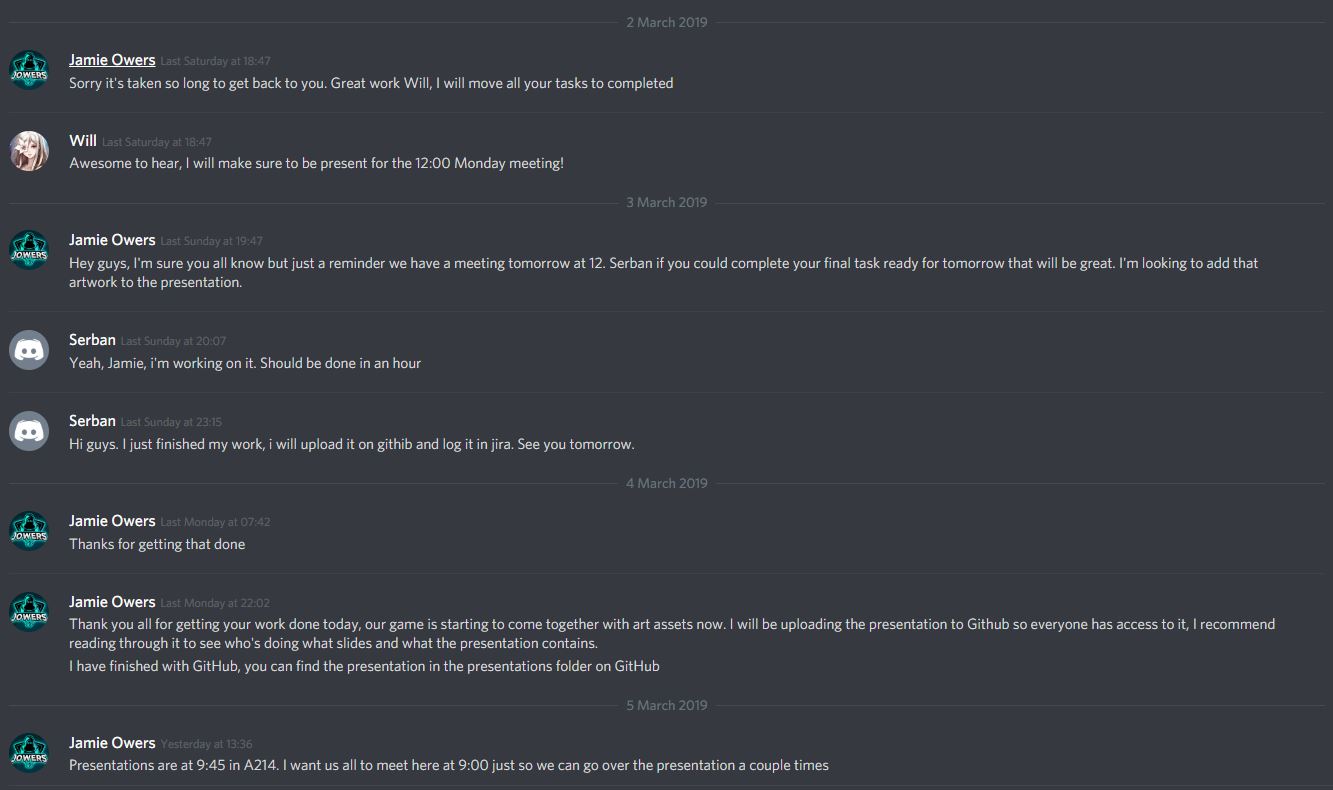 2 March 2019
Jamie Owers Last Saturday at 18:47
Sorry it's taken so long to get back to you. Great work Will, I will move all your tasks to completed
JOWERS
Will Last Saturday at 18:47
Awesome to hear, I will make sure to be present for the 12:00 Monday meeting!
3 March 2019
Jamie Owers Last Sunday at 19:47
JOWERS
Hey guys, I'm sure you all know but just a reminder we have a meeting tomorrow at 12. Serban if you could complete your final task ready for tomorrow that will be great. I'm looking to add that
artwork to the presentation.
Serban Last Sunday at 20:07
Yeah, Jamie, i'm working on it. Should be done in an hour
Serban Last Sunday at 23:15
Hi guys. I just finished my work, i will upload it on githib and log it in jira. See you tomorrow.
4 March 2019
Jamie Owers Last Monday at 07:42
JOWERS
Thanks for getting that done
Jamie Owers Last Monday at 22:02
JOWERS
Thank you all for getting your work done today, our game is starting to come together with art assets now. I will be uploading the presentation to Github so everyone has access to it, I recommend
reading through it to see who's doing what slides and what the presentation contains.
I have finished with GitHub, you can find the presentation in the presentations folder on GitHub
5 March 2019
Jamie Owers Yesterday at 13:36
JOWERS
Presentations are at 9:45 in A214. I want us all to meet here at 9:00 just so we can go over the presentation a couple times